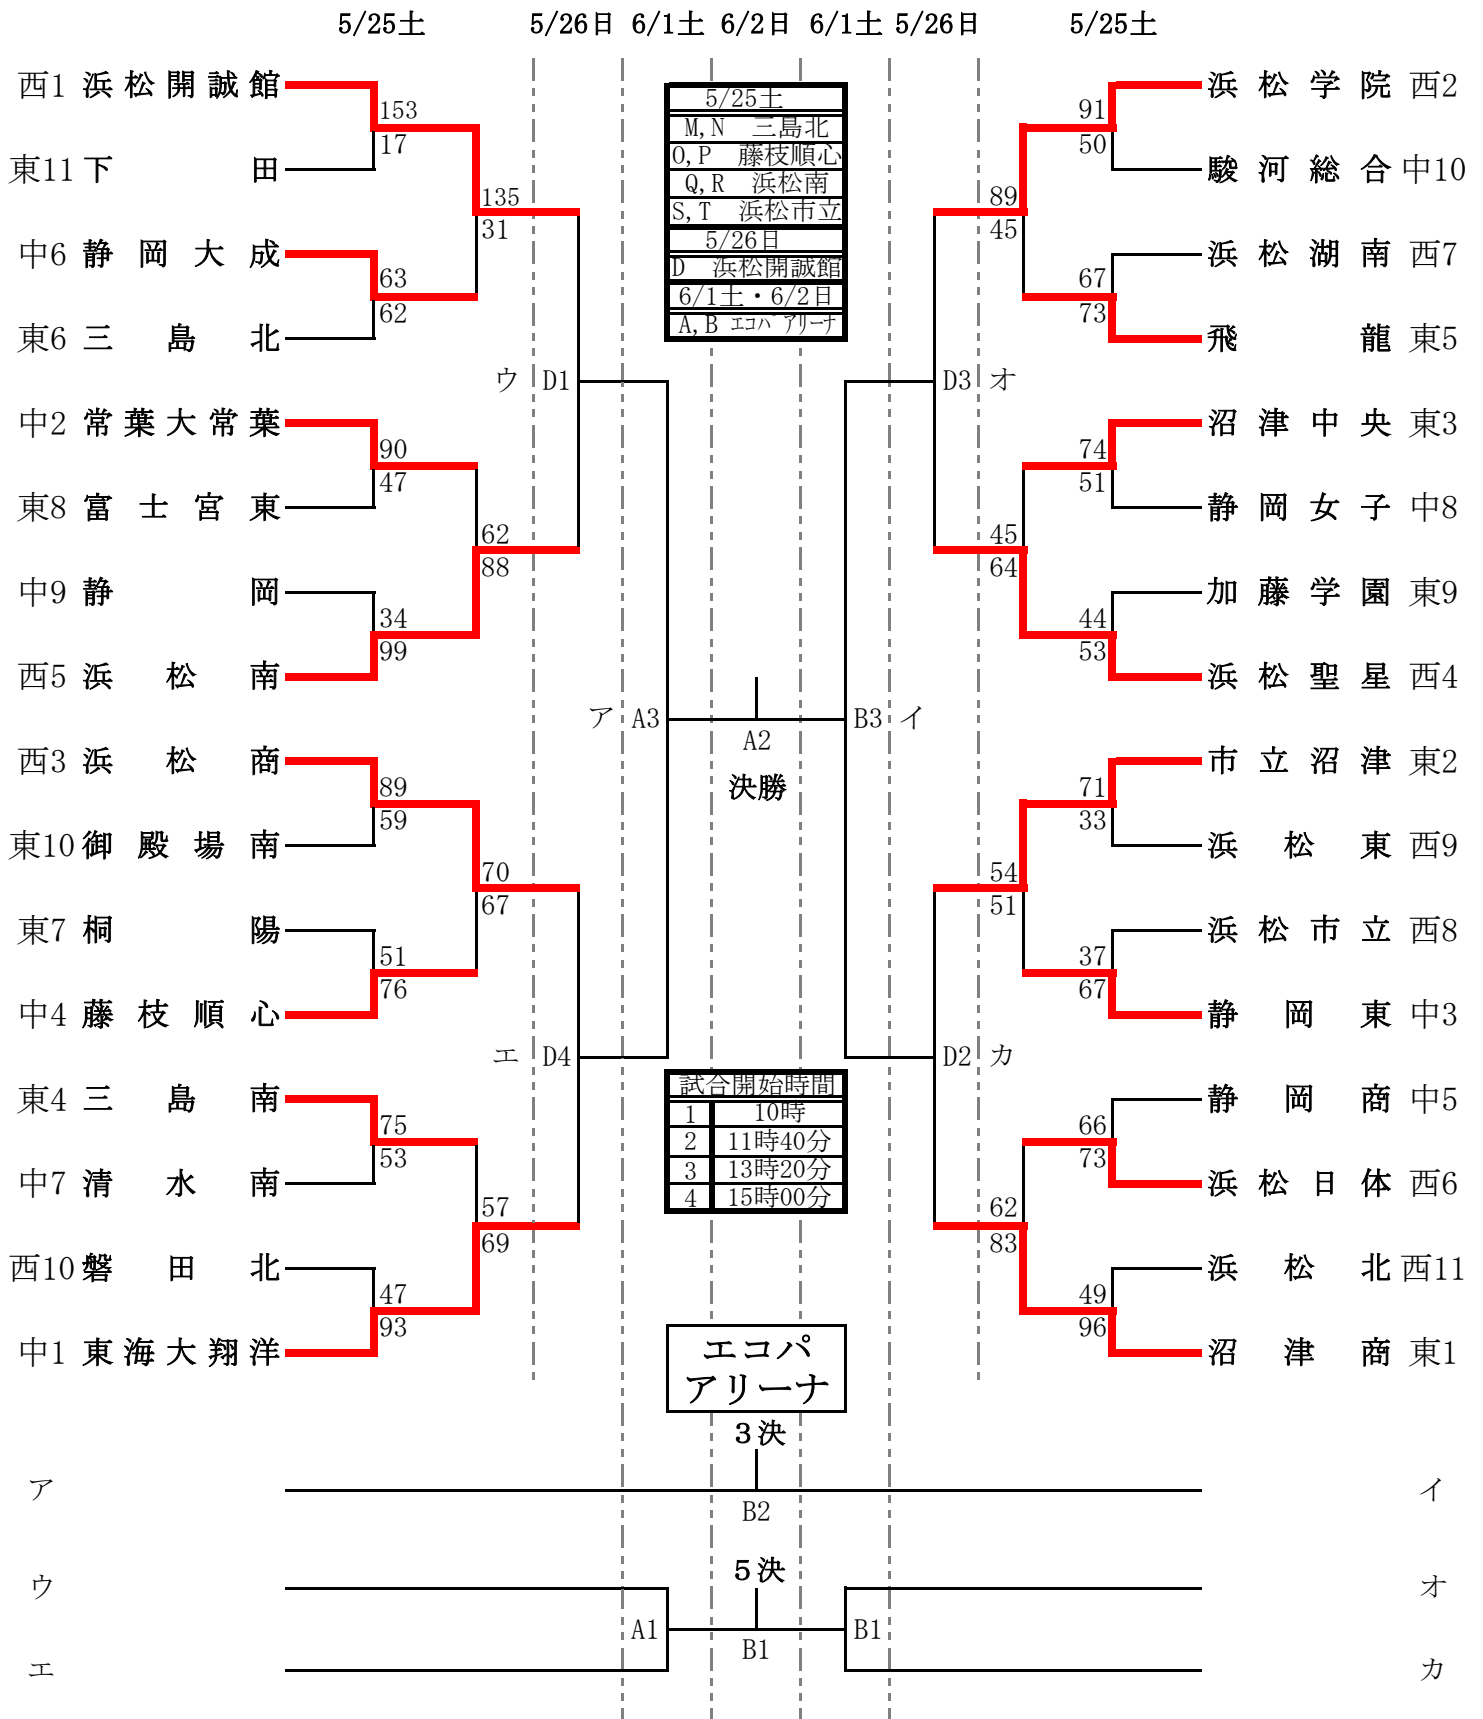 5/25土 5/26日 6/1土 6/2日 6/1土 5/26日 5/25土
西1 浜松開誠館
153
17
東11 下田
135
31
中6 静岡大成
63
62
東6 三島北
ウ D1
中2 常葉大常葉
90
47
東8 富士宮東
62
88
中9 静岡
34
99
西5 浜松南
ア A3
西3 浜松商
89
59
東10 御殿場南
70
67
東7 桐陽
51
76
中4 藤枝順心
エ D4
東4 三島南
75
53
中7 清水南
57
69
西10 磐田北
47
93
中1 東海大翔洋
5/25土
M,N 三島北
O,P 藤枝順心
Q,R 浜松南
S,T 浜松市立
5/26日
D 浜松開誠館
6/1土・6/2日
A,B エコパアリーナ
A2
決勝
試合開始時間
1 10時
2 11時40分
3 13時20分
4 15時00分
エコパ
アリーナ
浜松学院 西2
91
50
駿河総合 中10
89
45
浜松湖南 西7
67
73
飛龍 東5
D3 オ
沼津中央 東3
74
51
静岡女子 中8
45
64
加藤学園 東9
44
53
浜松聖星 西4
B3 イ
市立沼津 東2
71
33
浜松東 西9
54
51
浜松市立 西8
37
67
静岡東 中3
D2 カ
静岡商 中5
66
73
浜松日体 西6
62
83
浜松北 西11
49
96
沼津商 東1
3決
ア イ
B2
5決
ウ オ
A1 B1
B1
エ カ